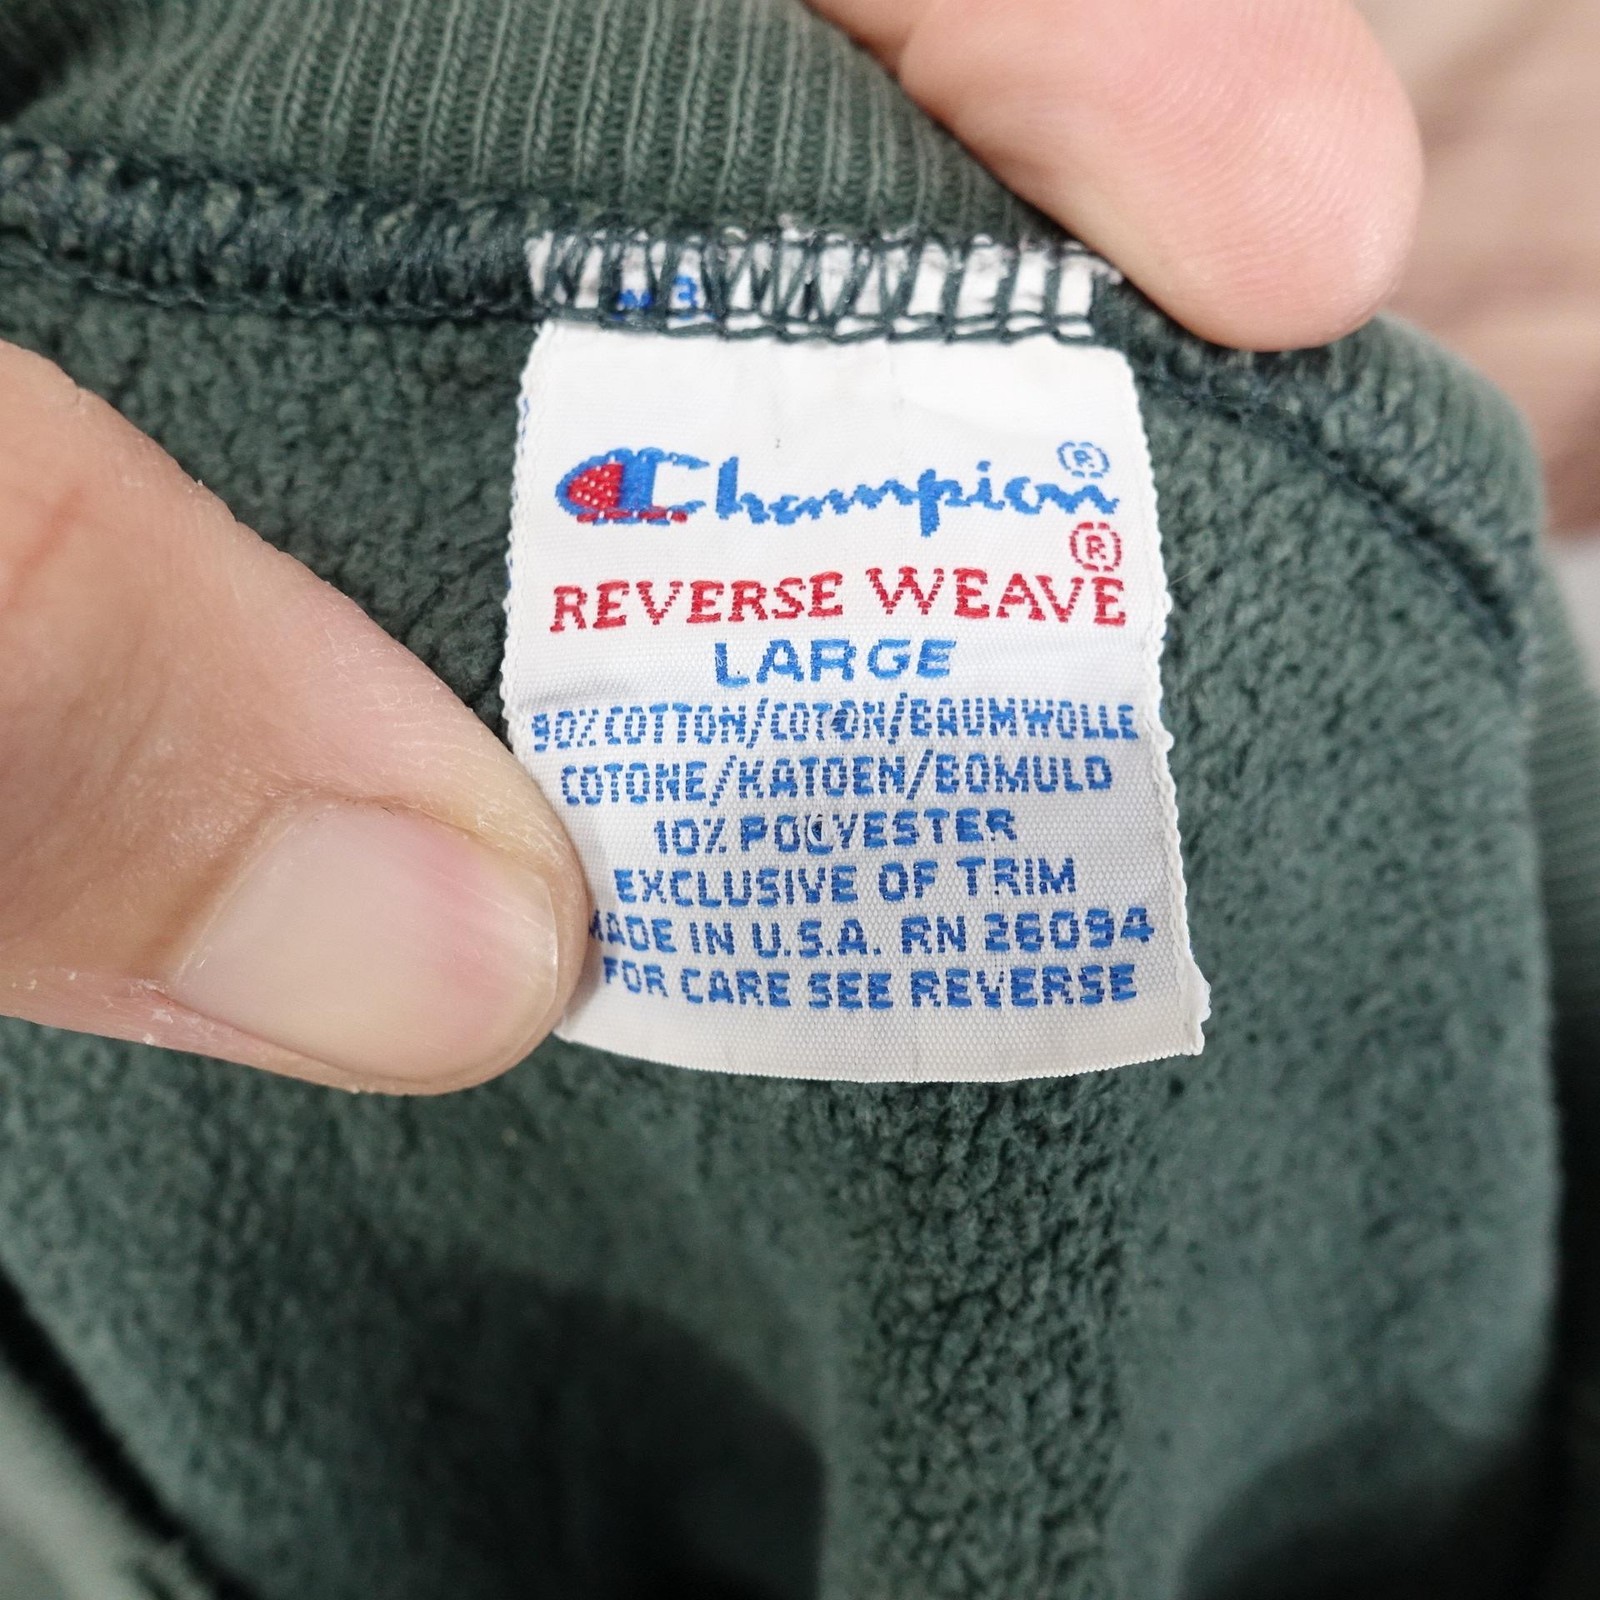 Champion®
REVERSE WEAVE®
LARGE
90% COTTON/COTON/BAUMWOLLE
COTONE/KATOEN/BOMULD
10% POLYESTER
EXCLUSIVE OF TRIM
MADE IN U.S.A. RN 26094
FOR CARE SEE REVERSE